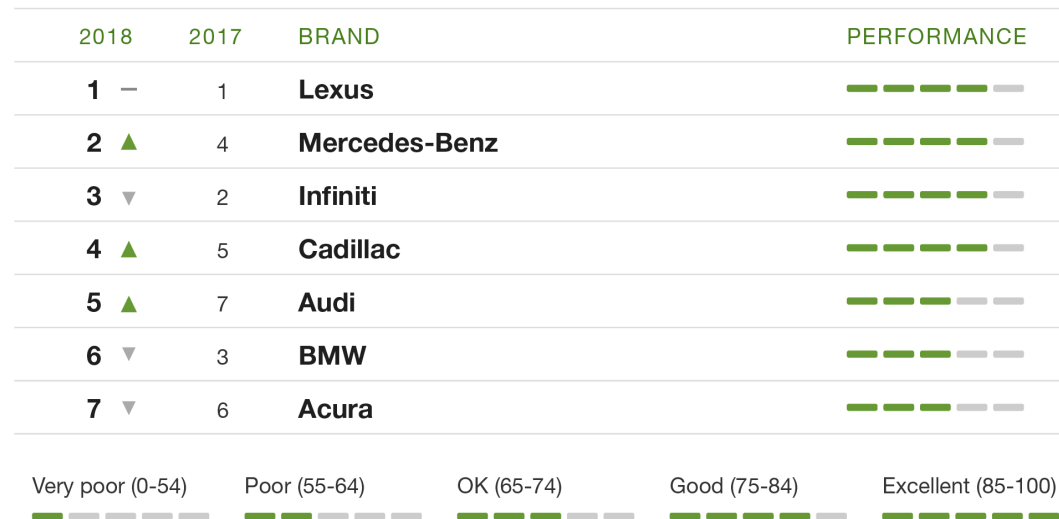 2018 2017 BRAND PERFORMANCE
1 – 1 Lexus
2 ▲ 4 Mercedes-Benz
3 ▼ 2 Infiniti
4 ▲ 5 Cadillac
5 ▲ 7 Audi
6 ▼ 3 BMW
7 ▼ 6 Acura
Very poor (0-54) Poor (55-64) OK (65-74) Good (75-84) Excellent (85-100)